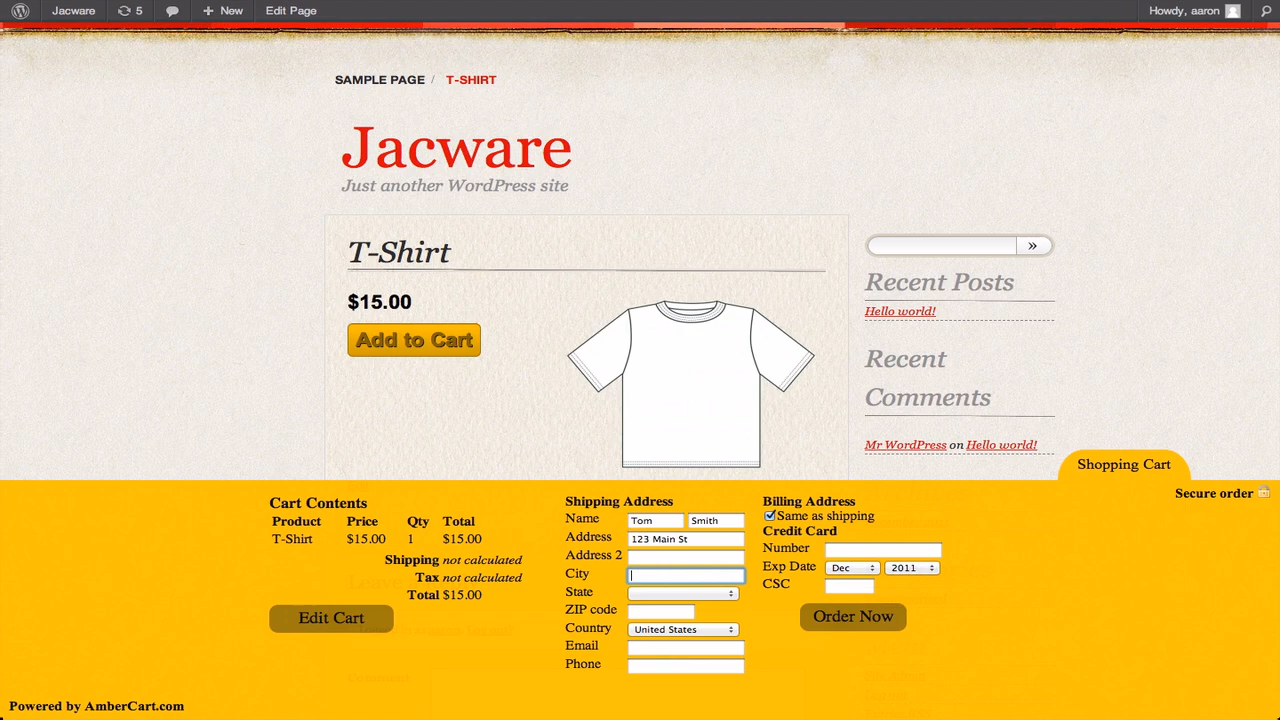 Jacware 5 + New Edit Page Howdy, aaron
SAMPLE PAGE / T-SHIRT
Jacware
Just another WordPress site
T-Shirt
$15.00
Add to Cart
»
Recent Posts
Hello world!
Recent
Comments
Mr WordPress on Hello world!
Shopping Cart
Secure order
Cart Contents
Product Price Qty Total
T-Shirt $15.00 1 $15.00
Shipping not calculated
Tax not calculated
Total $15.00
Edit Cart
Shipping Address
Name Tom Smith
Address 123 Main St
Address 2
City
State
ZIP code
Country United States
Email
Phone
Billing Address
Same as shipping
Credit Card
Number
Exp Date Dec 2011
CSC
Order Now
Powered by AmberCart.com